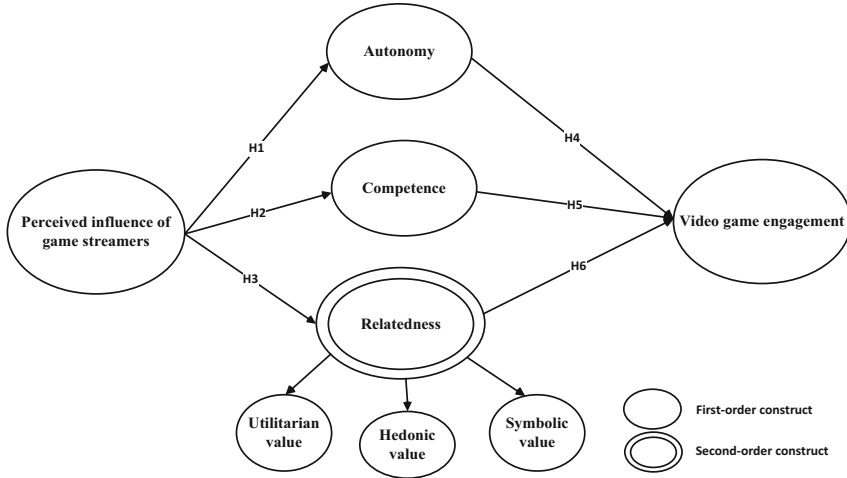 Autonomy
H1
H4
Competence
Perceived influence of
game streamers
H2
H5
Video game engagement
H3
H6
Relatedness
Utilitarian
value
Hedonic
value
Symbolic
value
First-order construct
Second-order construct